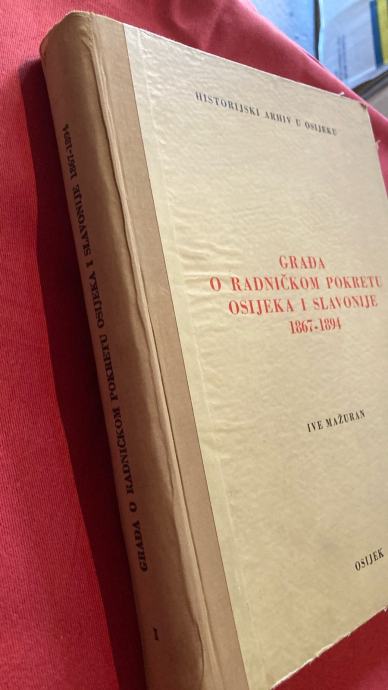 HISTORIJSKI ARHIV U OSIJEKU
GRAĐA
O RADNIČKOM POKRETU
OSIJEKA I SLAVONIJE
1867-1894
IVE MAŽURAN
OSIJEK
GRAĐA O RADNIČKOM POKRETU OSIJEKA I SLAVONIJE 1867-1894
I